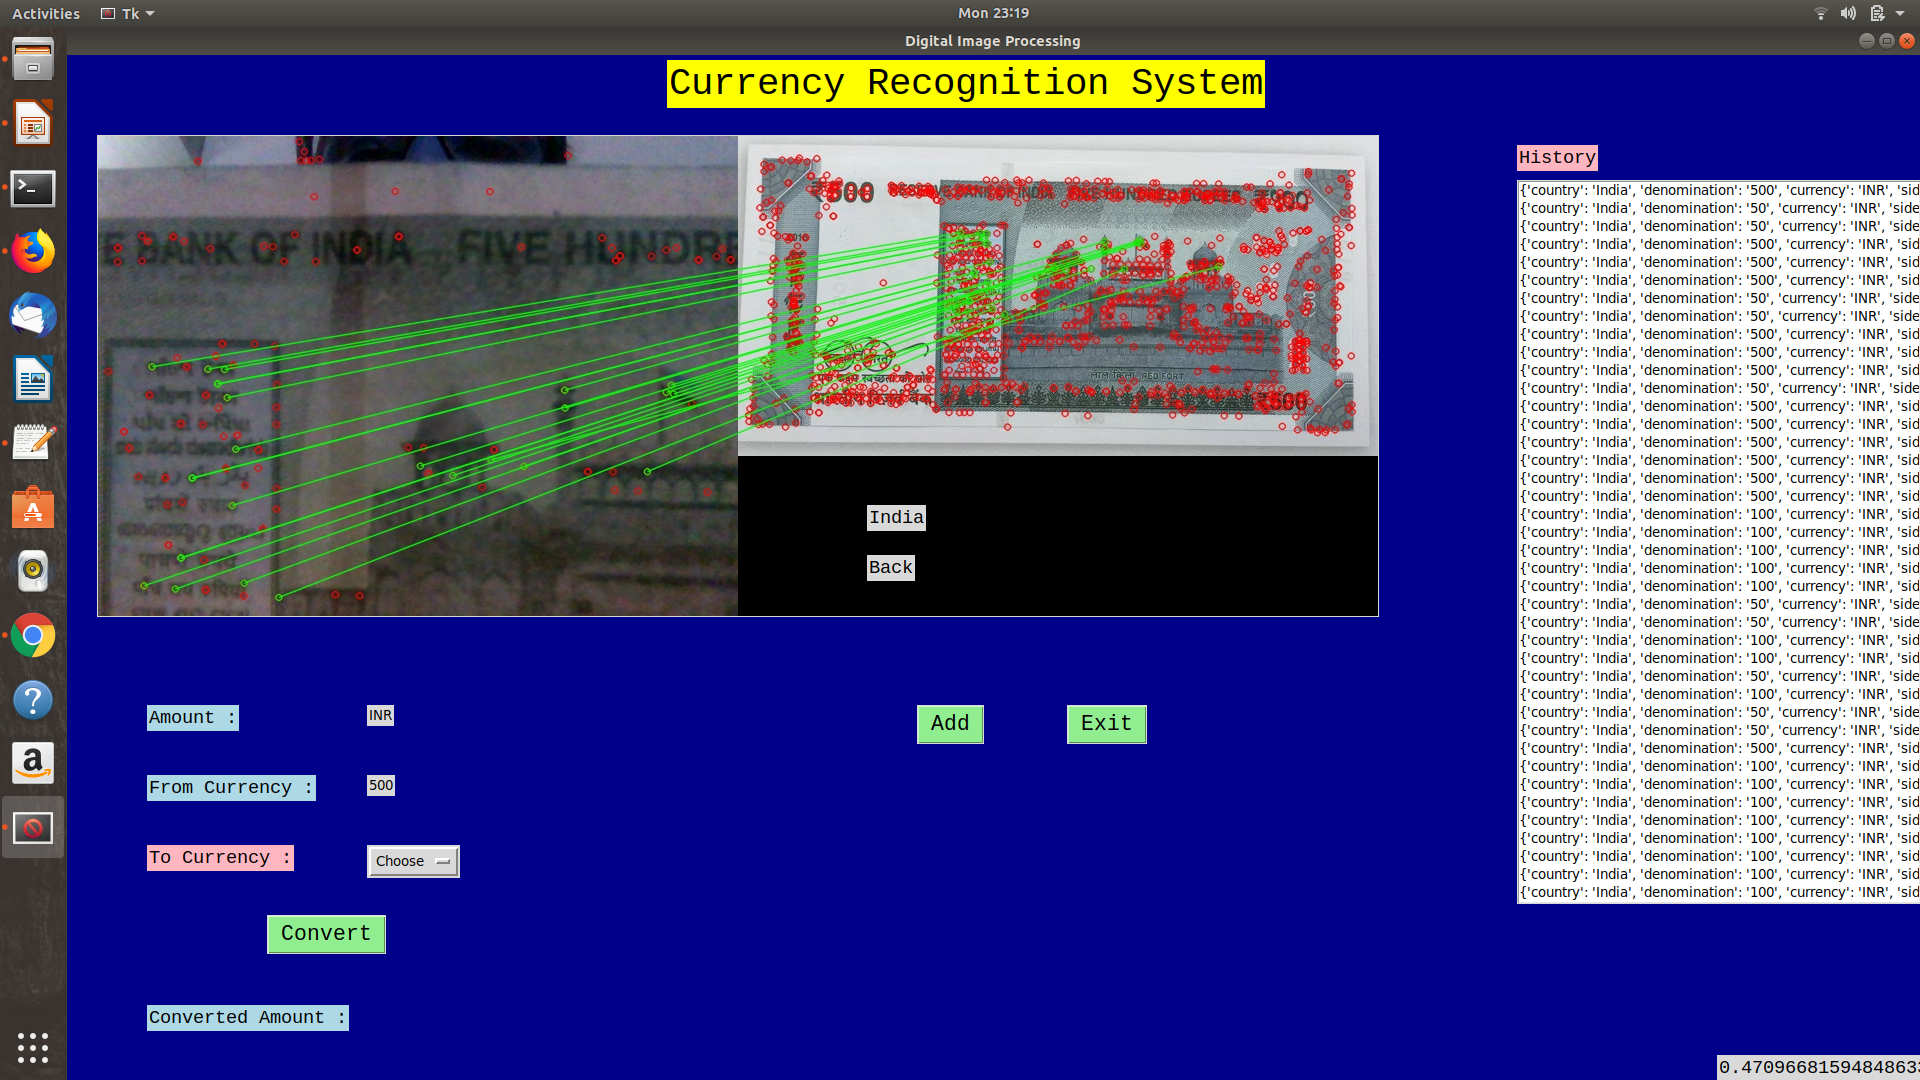 Activities
Tk
Mon 23:19
Digital Image Processing
Currency Recognition System
E BANK OF INDIA FIVE HUNDRE
₹500 RESERVE BANK OF INDIA FIVE HUNDRED RUPEES ₹500
लाल किला RED FORT
एक कदम स्वच्छता की ओर
भारतीय रिज़र्व बैंक
₹500
India
Back
Amount :
INR
From Currency :
500
To Currency :
Choose
Convert
Converted Amount :
Add
Exit
History
{'country': 'India', 'denomination': '500', 'currency': 'INR', 'sid
{'country': 'India', 'denomination': '50', 'currency': 'INR', 'side
{'country': 'India', 'denomination': '50', 'currency': 'INR', 'side
{'country': 'India', 'denomination': '500', 'currency': 'INR', 'sid
{'country': 'India', 'denomination': '500', 'currency': 'INR', 'sid
{'country': 'India', 'denomination': '500', 'currency': 'INR', 'sid
{'country': 'India', 'denomination': '50', 'currency': 'INR', 'side
{'country': 'India', 'denomination': '50', 'currency': 'INR', 'side
{'country': 'India', 'denomination': '500', 'currency': 'INR', 'sid
{'country': 'India', 'denomination': '500', 'currency': 'INR', 'sid
{'country': 'India', 'denomination': '500', 'currency': 'INR', 'sid
{'country': 'India', 'denomination': '50', 'currency': 'INR', 'side
{'country': 'India', 'denomination': '500', 'currency': 'INR', 'sid
{'country': 'India', 'denomination': '500', 'currency': 'INR', 'sid
{'country': 'India', 'denomination': '500', 'currency': 'INR', 'sid
{'country': 'India', 'denomination': '500', 'currency': 'INR', 'sid
{'country': 'India', 'denomination': '500', 'currency': 'INR', 'sid
{'country': 'India', 'denomination': '500', 'currency': 'INR', 'sid
{'country': 'India', 'denomination': '100', 'currency': 'INR', 'sid
{'country': 'India', 'denomination': '100', 'currency': 'INR', 'sid
{'country': 'India', 'denomination': '100', 'currency': 'INR', 'sid
{'country': 'India', 'denomination': '100', 'currency': 'INR', 'sid
{'country': 'India', 'denomination': '100', 'currency': 'INR', 'sid
{'country': 'India', 'denomination': '50', 'currency': 'INR', 'side
{'country': 'India', 'denomination': '50', 'currency': 'INR', 'side
{'country': 'India', 'denomination': '100', 'currency': 'INR', 'sid
{'country': 'India', 'denomination': '100', 'currency': 'INR', 'sid
{'country': 'India', 'denomination': '50', 'currency': 'INR', 'side
{'country': 'India', 'denomination': '100', 'currency': 'INR', 'sid
{'country': 'India', 'denomination': '50', 'currency': 'INR', 'side
{'country': 'India', 'denomination': '50', 'currency': 'INR', 'side
{'country': 'India', 'denomination': '500', 'currency': 'INR', 'sid
{'country': 'India', 'denomination': '100', 'currency': 'INR', 'sid
{'country': 'India', 'denomination': '100', 'currency': 'INR', 'sid
{'country': 'India', 'denomination': '100', 'currency': 'INR', 'sid
{'country': 'India', 'denomination': '100', 'currency': 'INR', 'sid
{'country': 'India', 'denomination': '100', 'currency': 'INR', 'sid
{'country': 'India', 'denomination': '100', 'currency': 'INR', 'sid
{'country': 'India', 'denomination': '100', 'currency': 'INR', 'sid
{'country': 'India', 'denomination': '100', 'currency': 'INR', 'sid
0.4709668159484863